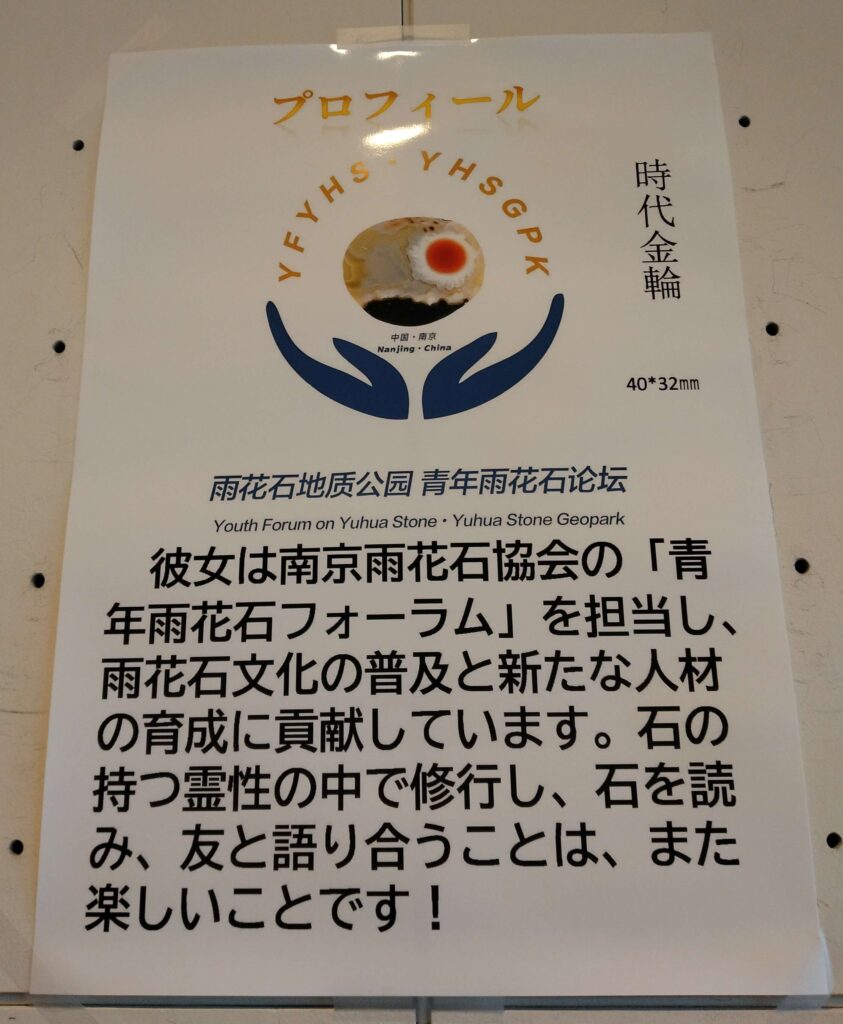 プロフィール
YFYHS·YHSGPK
時代金輪
中国·南京
Nanjing·China
40*32㎜
雨花石地质公园 青年雨花石论坛
Youth Forum on Yuhua Stone·Yuhua Stone Geopark
彼女は南京雨花石協会の「青
年雨花石フォーラム」を担当し、
雨花石文化の普及と新たな人材
の育成に貢献しています。石の
持つ霊性の中で修行し、石を読
み、友と語り合うことは、また
楽しいことです！